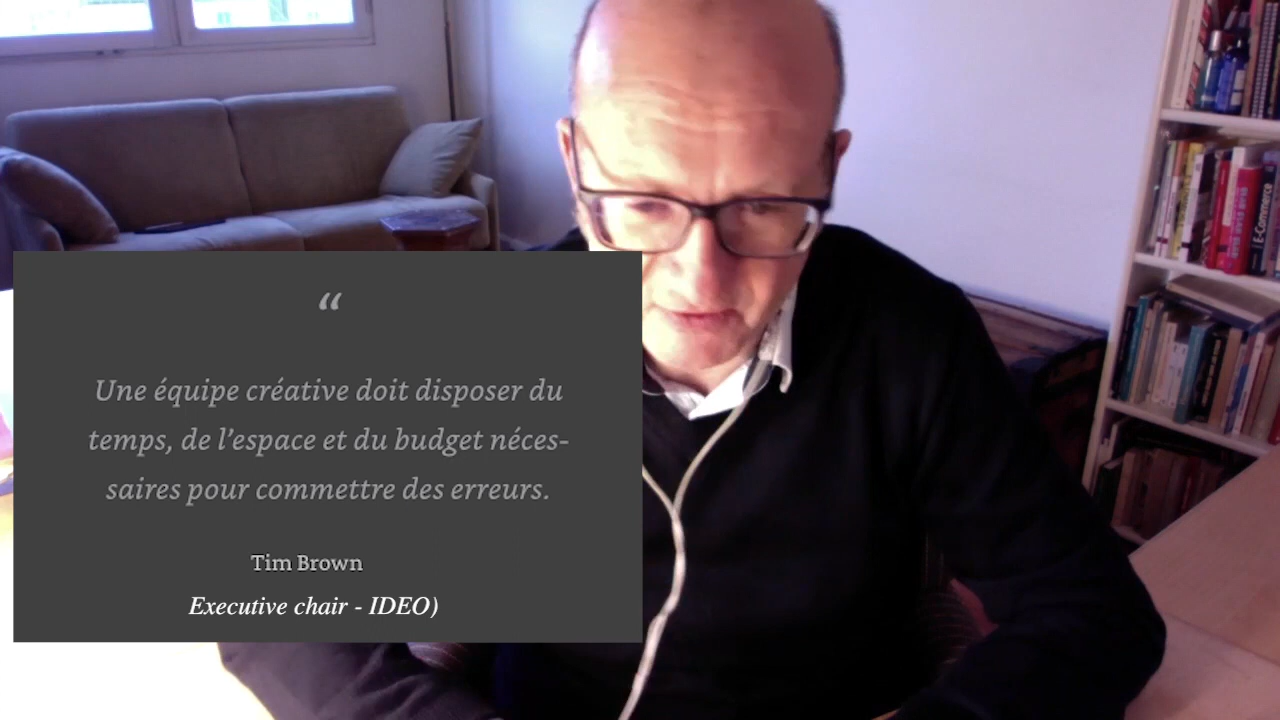 “
Une équipe créative doit disposer du
temps, de l’espace et du budget néces-
saires pour commettre des erreurs.
Tim Brown
Executive chair - IDEO)
E-Commerce